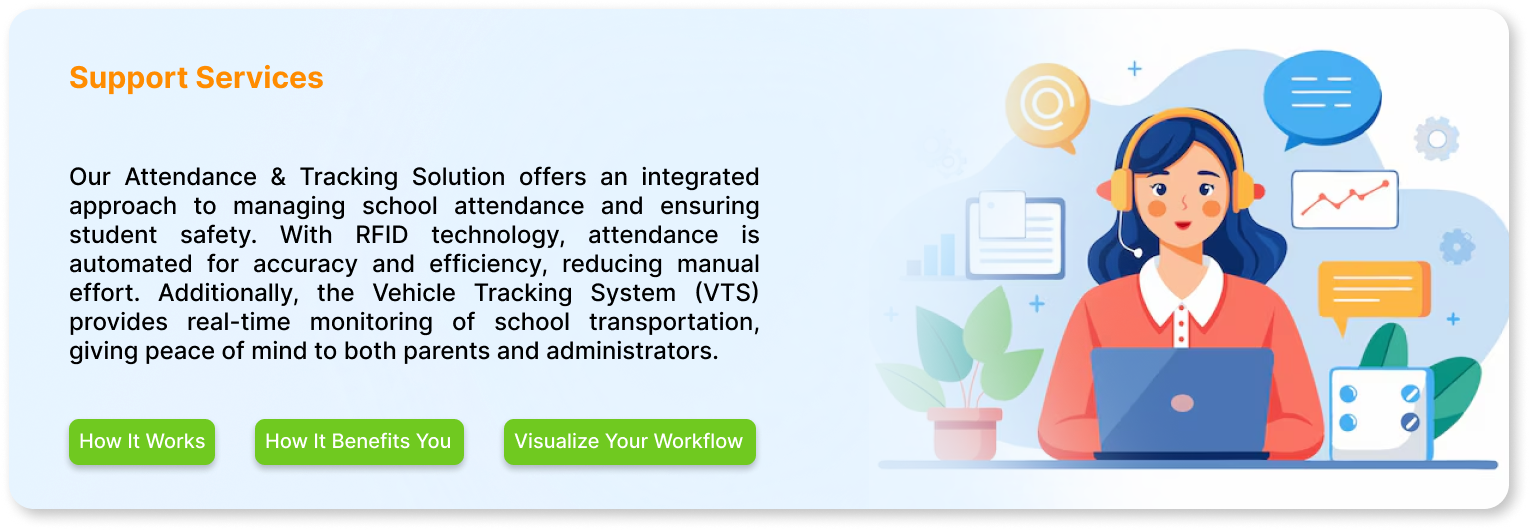 Support Services
Our Attendance & Tracking Solution offers an integrated
approach to managing school attendance and ensuring
student safety. With RFID technology, attendance is
automated for accuracy and efficiency, reducing manual
effort. Additionally, the Vehicle Tracking System (VTS)
provides real-time monitoring of school transportation,
giving peace of mind to both parents and administrators.
How It Works
How It Benefits You
Visualize Your Workflow